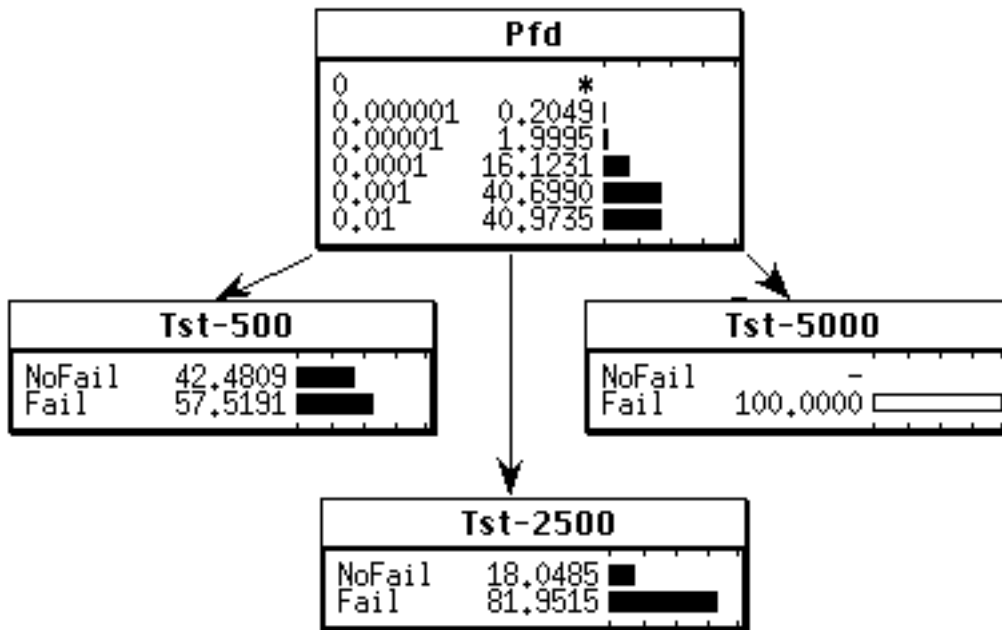 Pfd
0 *
0.000001 0.2049
0.00001 1.9995
0.0001 16.1231
0.001 40.6990
0.01 40.9735
Tst-500
NoFail 42.4809
Fail 57.5191
Tst-5000
NoFail -
Fail 100.0000
Tst-2500
NoFail 18.0485
Fail 81.9515